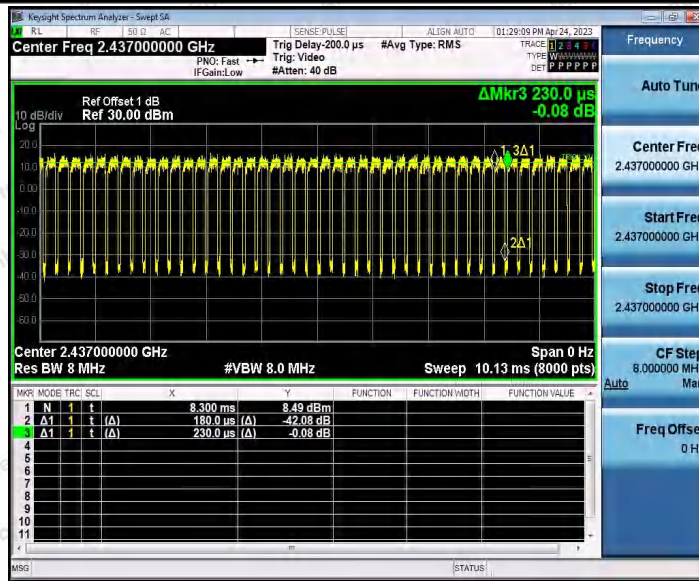 Keysight Spectrum Analyzer - Swept SA
RL RF 50 Ω AC SENSE:PULSE ALIGN AUTO 01:29:09 PM Apr 24, 2023
Center Freq 2.437000000 GHz
PNO: Fast
IFGain:Low
Trig Delay-200.0 µs
Trig: Video
#Atten: 40 dB
#Avg Type: RMS
TRACE 1 2 3 4 5 6
TYPE W
DET P P P P P P
Frequency
Auto Tune
Ref Offset 1 dB
10 dB/div Ref 30.00 dBm
Log
ΔMkr3 230.0 µs
-0.08 dB
20.0
10.0
0.00
-10.0
-20.0
-30.0
-40.0
-50.0
-60.0
1 3Δ1
2Δ1
Center 2.437000000 GHz
Res BW 8 MHz
#VBW 8.0 MHz
Span 0 Hz
Sweep 10.13 ms (8000 pts)
Center Freq
2.437000000 GHz
Start Freq
2.437000000 GHz
Stop Freq
2.437000000 GHz
CF Step
8.000000 MHz
Auto Man
Freq Offset
0 Hz
MKR MODE TRC SCL X Y FUNCTION FUNCTION WIDTH FUNCTION VALUE
1 N 1 t 8.300 ms 8.49 dBm
2 Δ1 1 t (Δ) 180.0 µs (Δ) -42.08 dB
3 Δ1 1 t (Δ) 230.0 µs (Δ) -0.08 dB
4
5
6
7
8
9
10
11
MSG STATUS